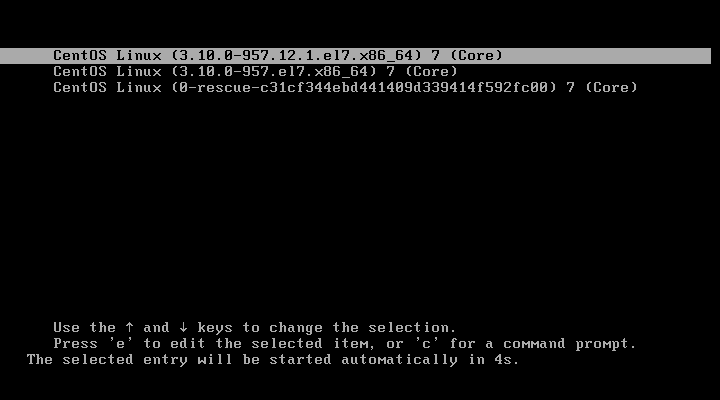 CentOS Linux (3.10.0-957.12.1.el7.x86_64) 7 (Core)
CentOS Linux (3.10.0-957.el7.x86_64) 7 (Core)
CentOS Linux (0-rescue-c31cf344ebd441409d339414f592fc00) 7 (Core)
Use the ↑ and ↓ keys to change the selection.
Press 'e' to edit the selected item, or 'c' for a command prompt.
The selected entry will be started automatically in 4s.